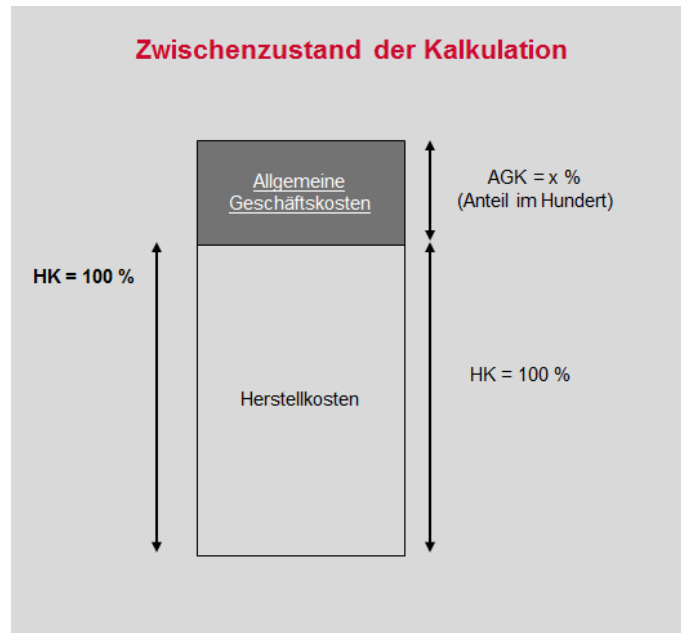 Zwischenzustand der Kalkulation
Allgemeine
Geschäftskosten
AGK = x %
(Anteil im Hundert)
HK = 100 %
HK = 100 %
Herstellkosten